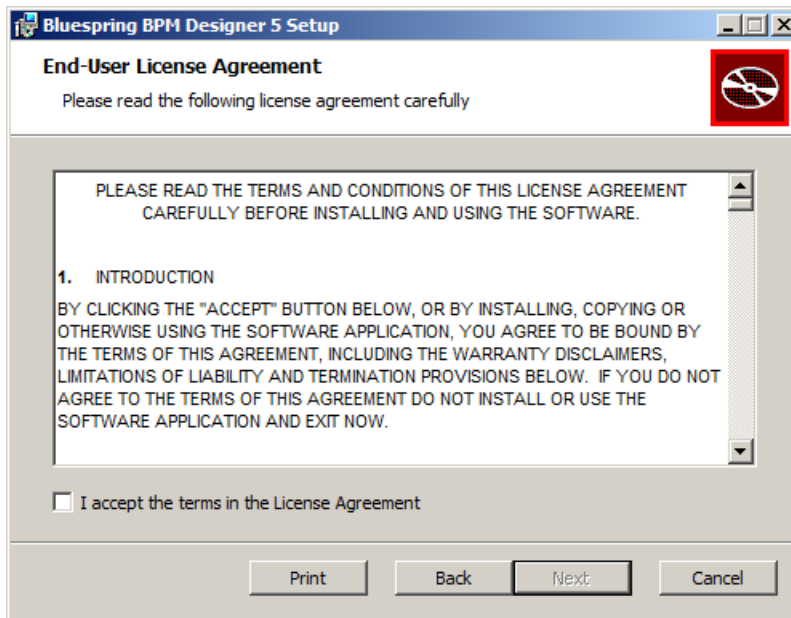 Bluespring BPM Designer 5 Setup
End-User License Agreement
Please read the following license agreement carefully
PLEASE READ THE TERMS AND CONDITIONS OF THIS LICENSE AGREEMENT
CAREFULLY BEFORE INSTALLING AND USING THE SOFTWARE.
1. INTRODUCTION
BY CLICKING THE "ACCEPT" BUTTON BELOW, OR BY INSTALLING, COPYING OR
OTHERWISE USING THE SOFTWARE APPLICATION, YOU AGREE TO BE BOUND BY
THE TERMS OF THIS AGREEMENT, INCLUDING THE WARRANTY DISCLAIMERS,
LIMITATIONS OF LIABILITY AND TERMINATION PROVISIONS BELOW.  IF YOU DO NOT
AGREE TO THE TERMS OF THIS AGREEMENT DO NOT INSTALL OR USE THE
SOFTWARE APPLICATION AND EXIT NOW.
I accept the terms in the License Agreement
Print Back Next Cancel